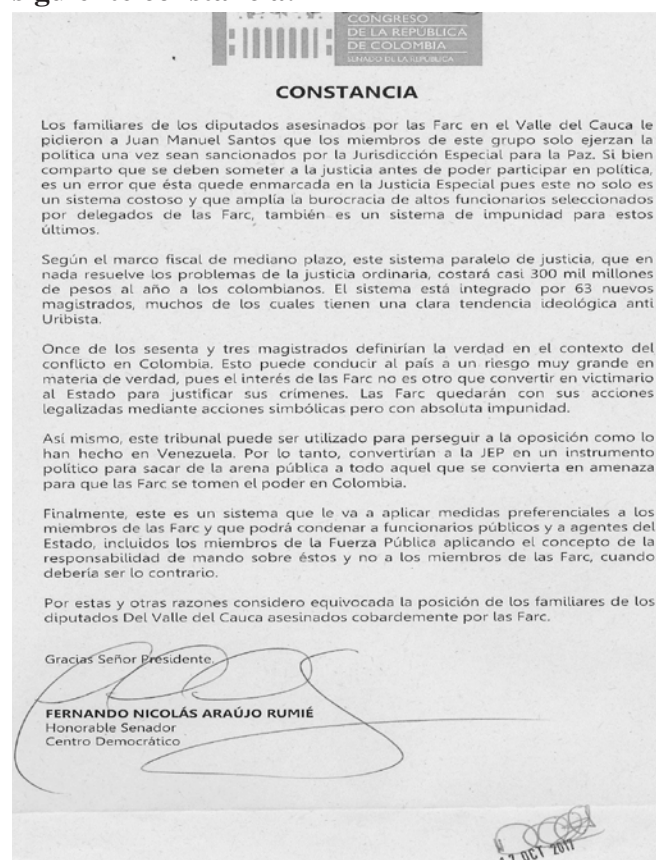 CONGRESO
DE LA REPÚBLICA
DE COLOMBIA
SENADO DE LA REPUBLICA
CONSTANCIA
Los familiares de los diputados asesinados por las Farc en el Valle del Cauca le
pidieron a Juan Manuel Santos que los miembros de este grupo solo ejerzan la
política una vez sean sancionados por la Jurisdicción Especial para la Paz. Si bien
comparto que se deben someter a la justicia antes de poder participar en política,
es un error que ésta quede enmarcada en la Justicia Especial pues este no solo es
un sistema costoso y que amplía la burocracia de altos funcionarios seleccionados
por delegados de las Farc, también es un sistema de impunidad para estos
últimos.
Según el marco fiscal de mediano plazo, este sistema paralelo de justicia, que en
nada resuelve los problemas de la justicia ordinaria, costará casi 300 mil millones
de pesos al año a los colombianos. El sistema está integrado por 63 nuevos
magistrados, muchos de los cuales tienen una clara tendencia ideológica anti
Uribista.
Once de los sesenta y tres magistrados definirían la verdad en el contexto del
conflicto en Colombia. Esto puede conducir al país a un riesgo muy grande en
materia de verdad, pues el interés de las Farc no es otro que convertir en victimario
al Estado para justificar sus crímenes. Las Farc quedarán con sus acciones
legalizadas mediante acciones simbólicas pero con absoluta impunidad.
Así mismo, este tribunal puede ser utilizado para perseguir a la oposición como lo
han hecho en Venezuela. Por lo tanto, convertirían a la JEP en un instrumento
político para sacar de la arena pública a todo aquel que se convierta en amenaza
para que las Farc se tomen el poder en Colombia.
Finalmente, este es un sistema que le va a aplicar medidas preferenciales a los
miembros de las Farc y que podrá condenar a funcionarios públicos y a agentes del
Estado, incluidos los miembros de la Fuerza Pública aplicando el concepto de la
responsabilidad de mando sobre éstos y no a los miembros de las Farc, cuando
debería ser lo contrario.
Por estas y otras razones considero equivocada la posición de los familiares de los
diputados Del Valle del Cauca asesinados cobardemente por las Farc.
Gracias Señor Presidente.
FERNANDO NICOLÁS ARAÚJO RUMIÉ
Honorable Senador
Centro Democrático
OCT 2017